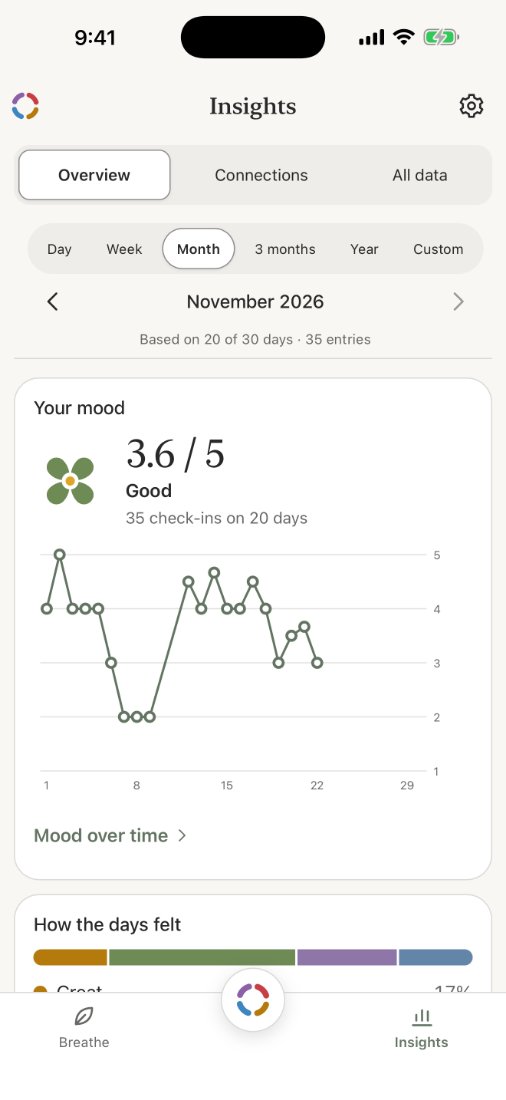 9:41
Insights
Overview Connections All data
Day Week Month 3 months Year Custom
November 2026
Based on 20 of 30 days · 35 entries
Your mood
3.6 / 5
Good
35 check-ins on 20 days
5
4
3
2
1
1 8 15 22 29
Mood over time
How the days felt
Great 17%
Breathe Insights